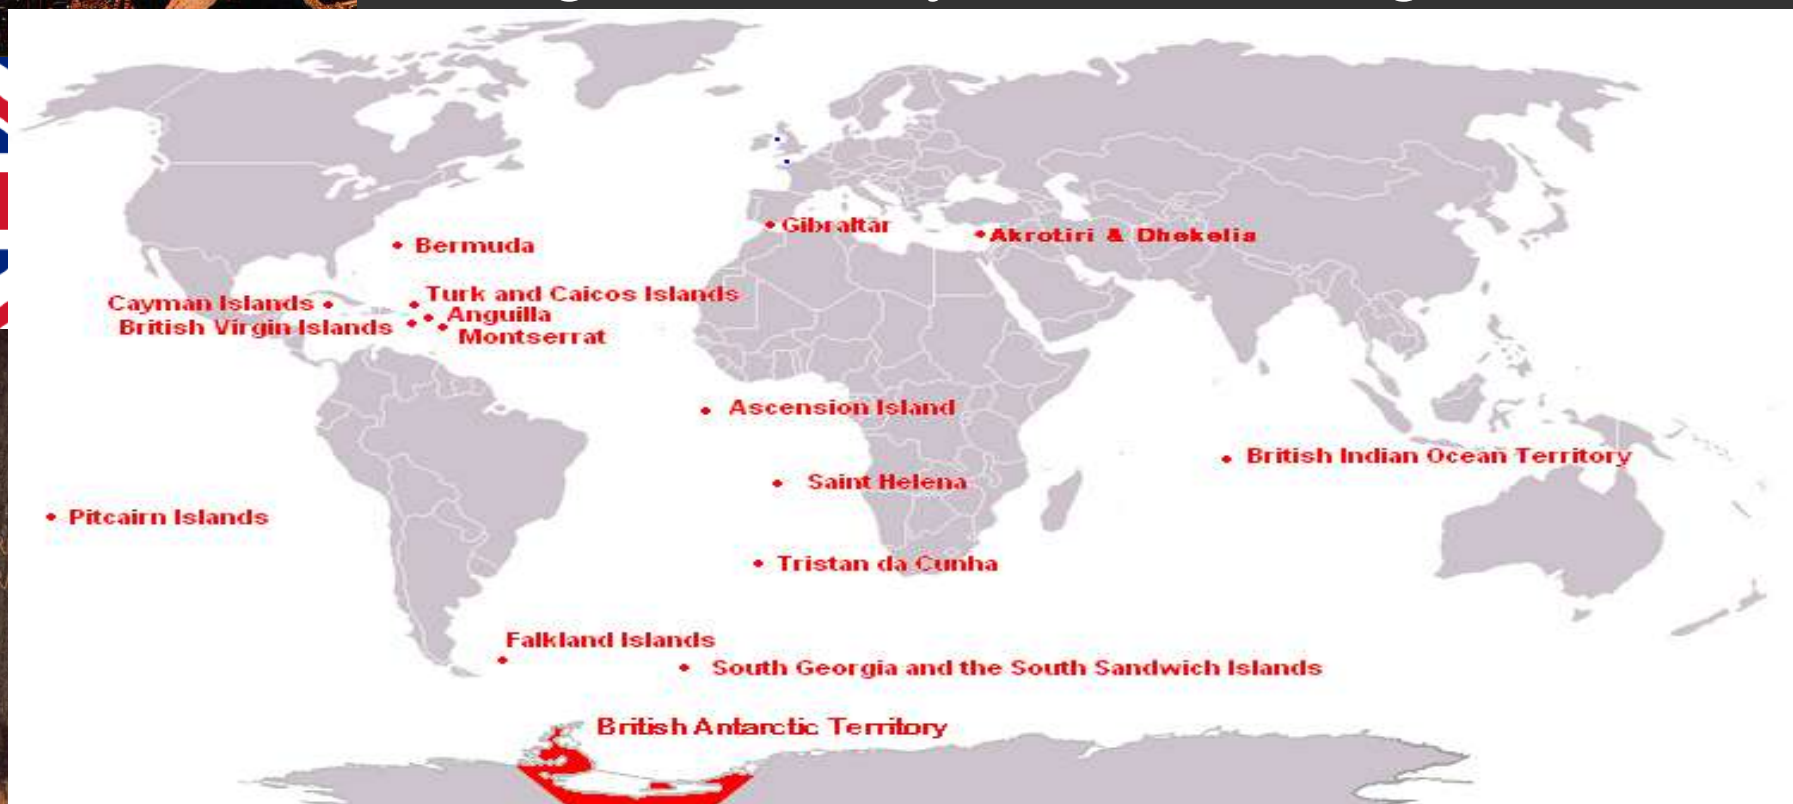 Gibraltar
Akrotiri & Dhekelia
Bermuda
Turk and Caicos Islands
Cayman Islands
Anguilla
British Virgin Islands
Montserrat
Ascension Island
British Indian Ocean Territory
Saint Helena
Pitcairn Islands
Tristan da Cunha
Falkland Islands
South Georgia and the South Sandwich Islands
British Antarctic Territory